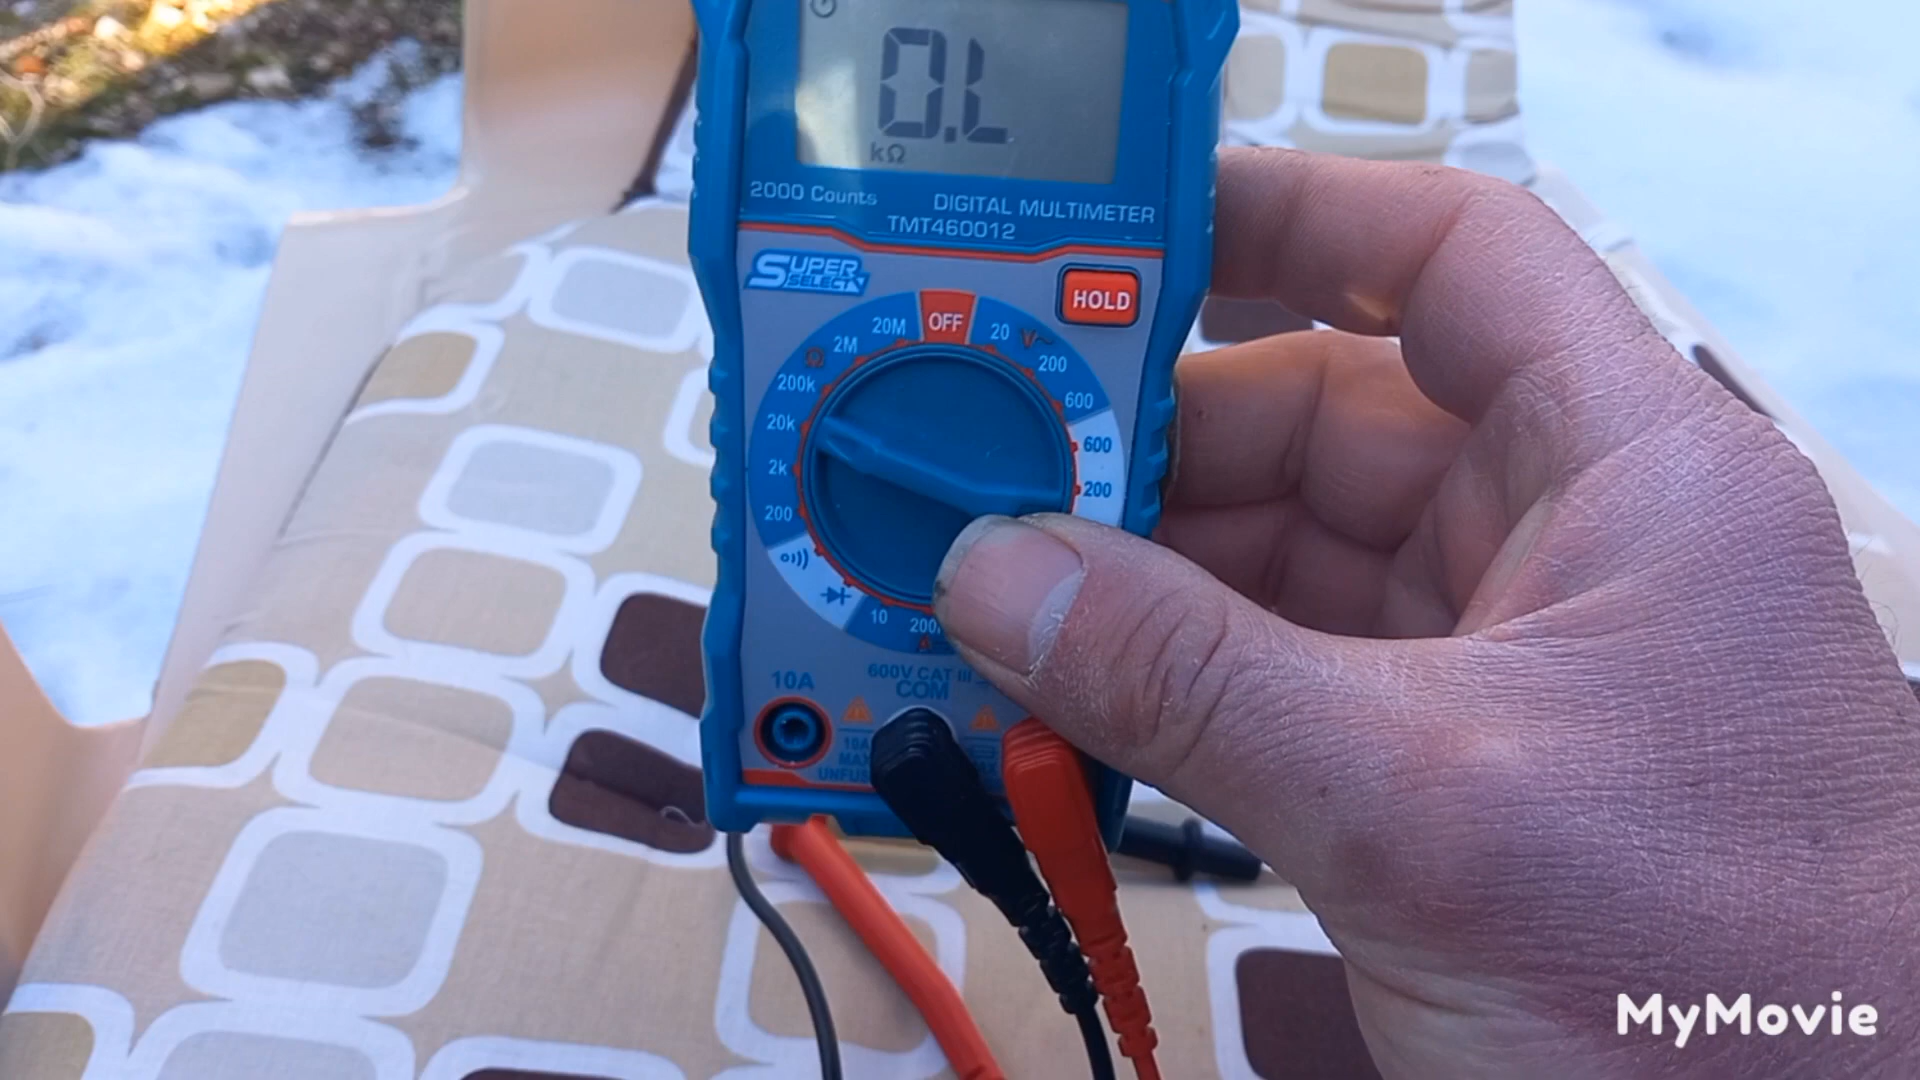 0.L
kΩ
2000 Counts
DIGITAL MULTIMETER
TMT460012
SUPER
SELECT
HOLD
OFF
20
200
600
600
200
20M
2M
Ω
200k
20k
2k
200
10
A
10A
600V CAT III
COM
MyMovie